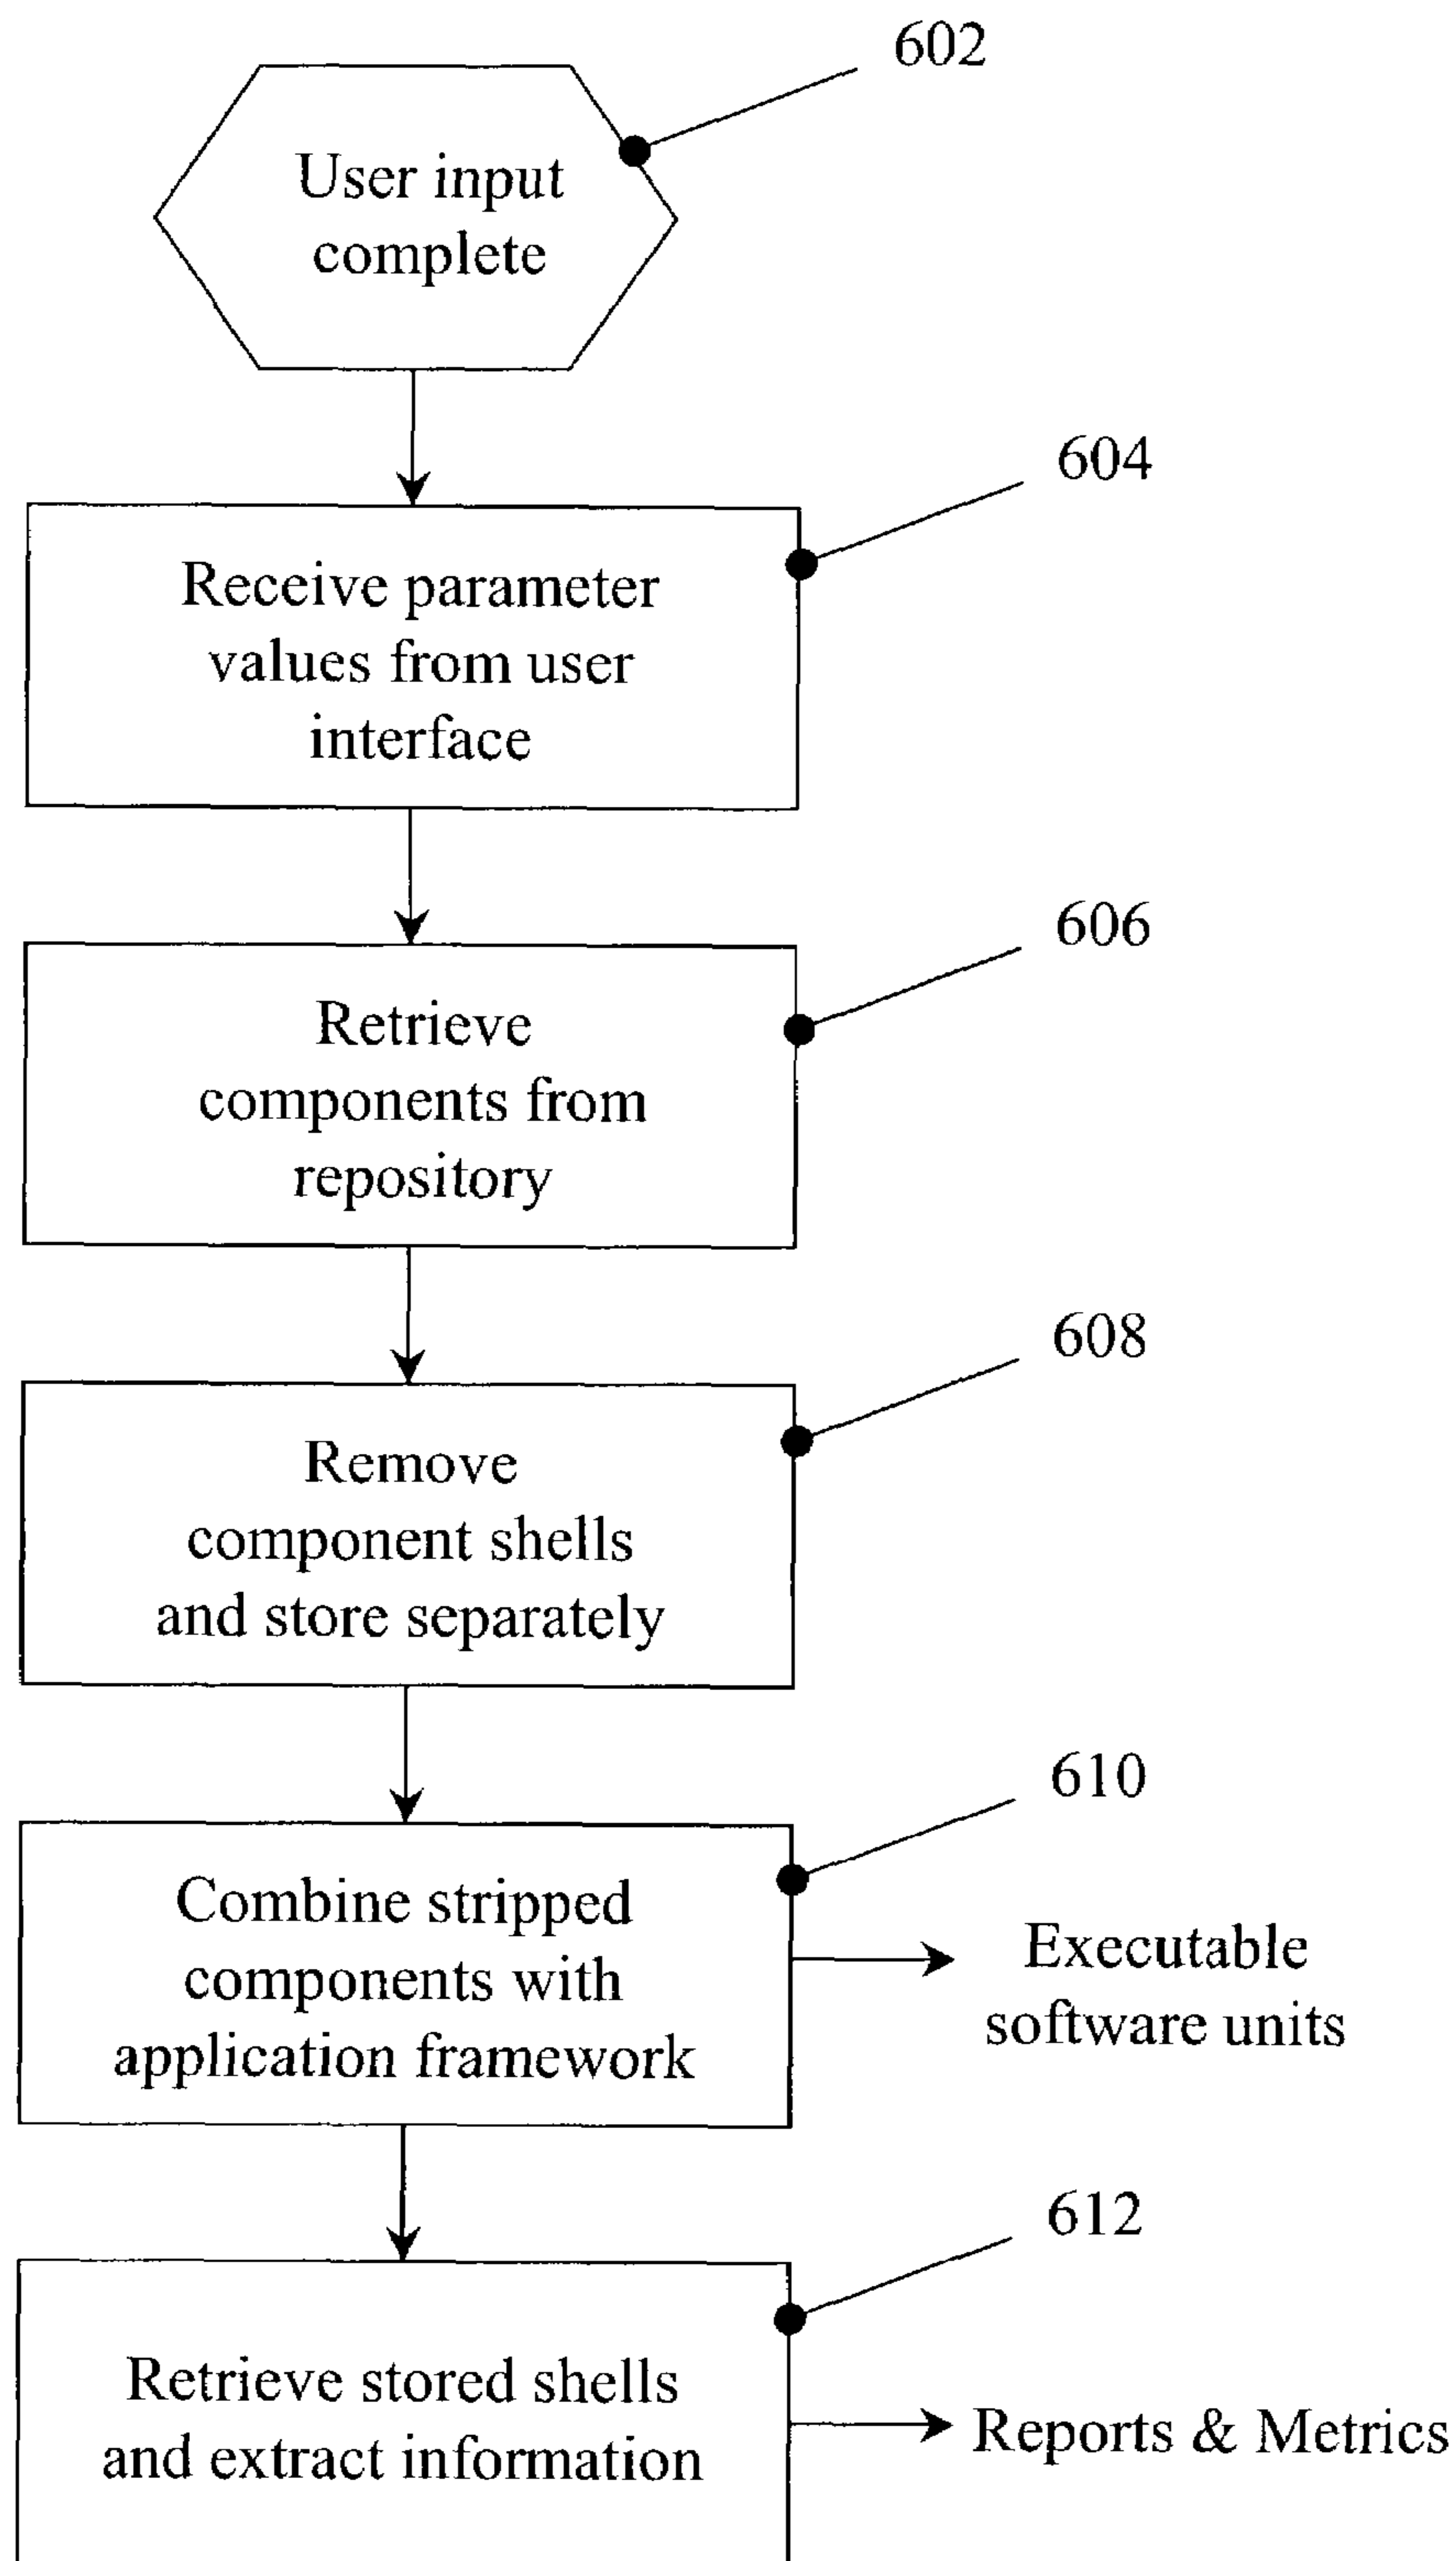 602
User input
complete
604
Receive parameter
values from user
interface
606
Retrieve
components from
repository
608
Remove
component shells
and store separately
610
Combine stripped
components with
application framework
Executable
software units
612
Retrieve stored shells
and extract information
Reports & Metrics